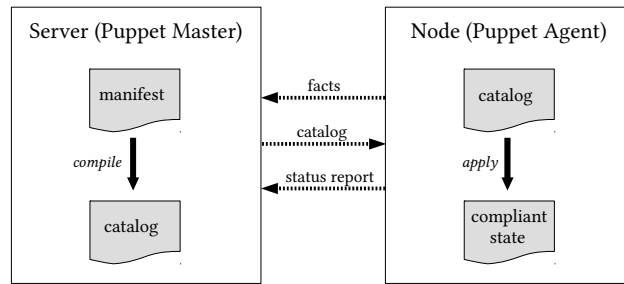 Server (Puppet Master)
manifest
compile
catalog
facts
catalog
status report
Node (Puppet Agent)
catalog
apply
compliant
state